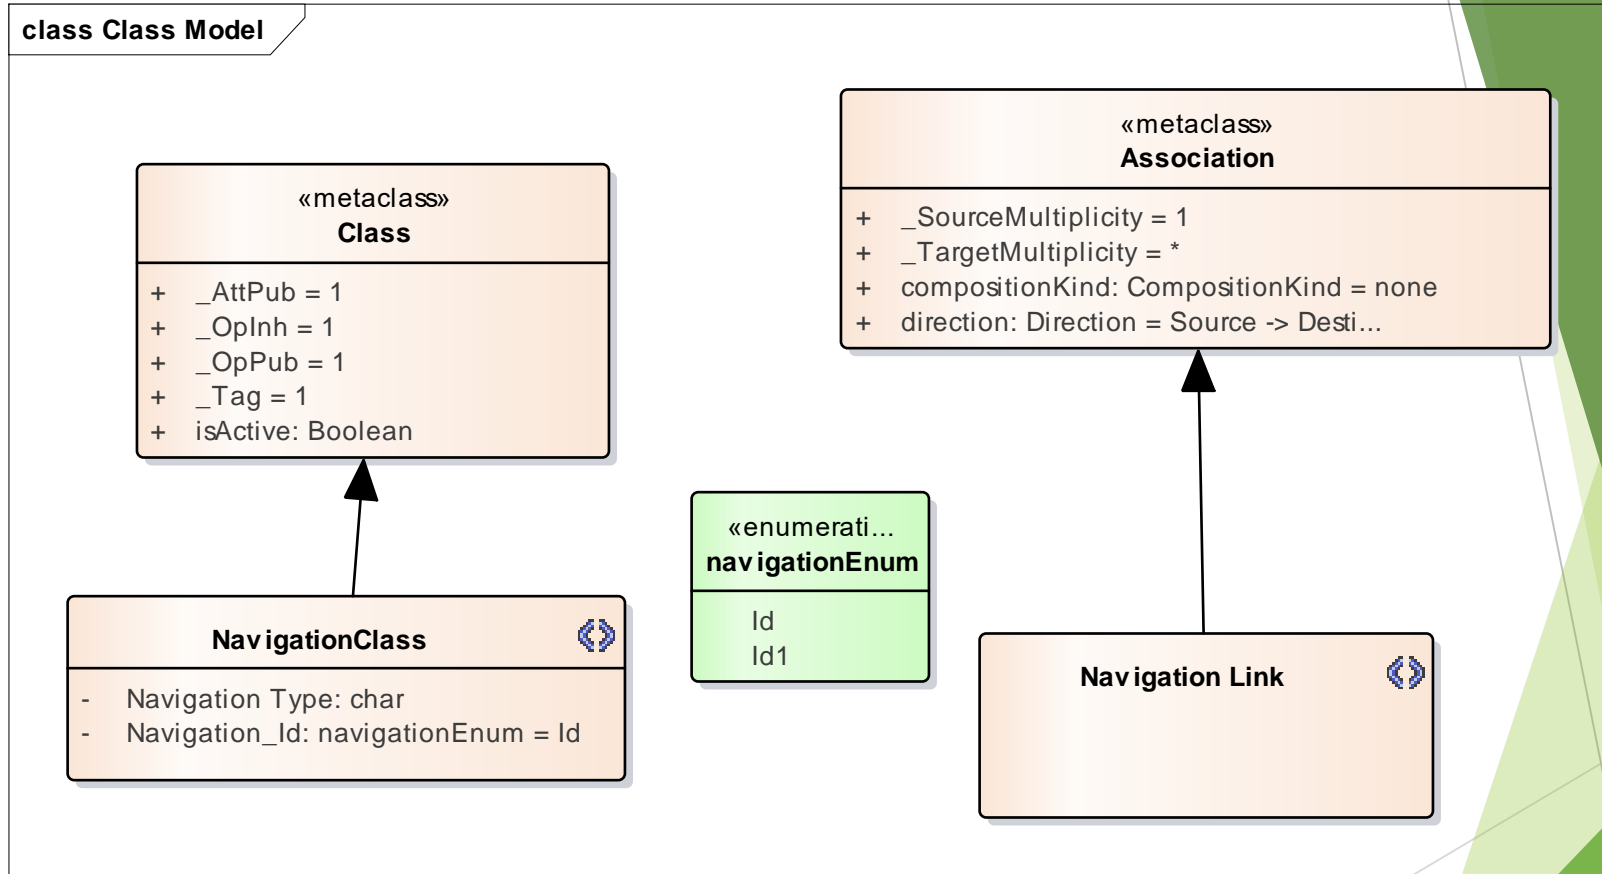 class Class Model
«metaclass»
Class
+ _AttPub = 1
+ _OpInh = 1
+ _OpPub = 1
+ _Tag = 1
+ isActive: Boolean
«metaclass»
Association
+ _SourceMultiplicity = 1
+ _TargetMultiplicity = *
+ compositionKind: CompositionKind = none
+ direction: Direction = Source -> Desti...
«enumerati...
navigationEnum
Id
Id1
NavigationClass
- Navigation Type: char
- Navigation_Id: navigationEnum = Id
Navigation Link